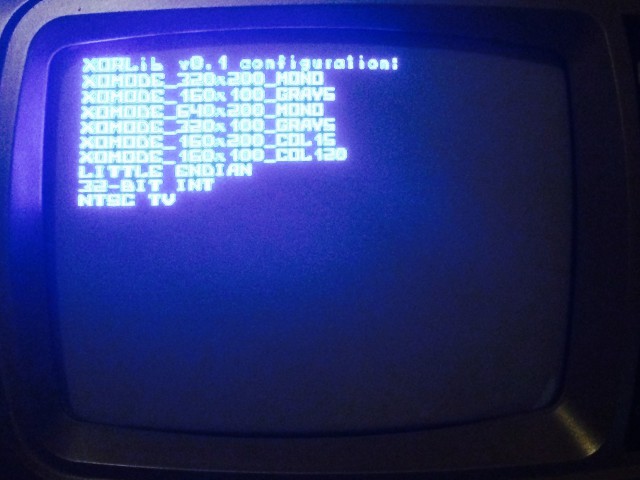 XORLib v0.1 configuration:
XOMODE_320x200_MONO
XOMODE_160x100_GRAY5
XOMODE_640x200_MONO
XOMODE_320x100_GRAY5
XOMODE_160x200_COL15
XOMODE_160x100_COL120
LITTLE ENDIAN
32-BIT INT
NTSC TV